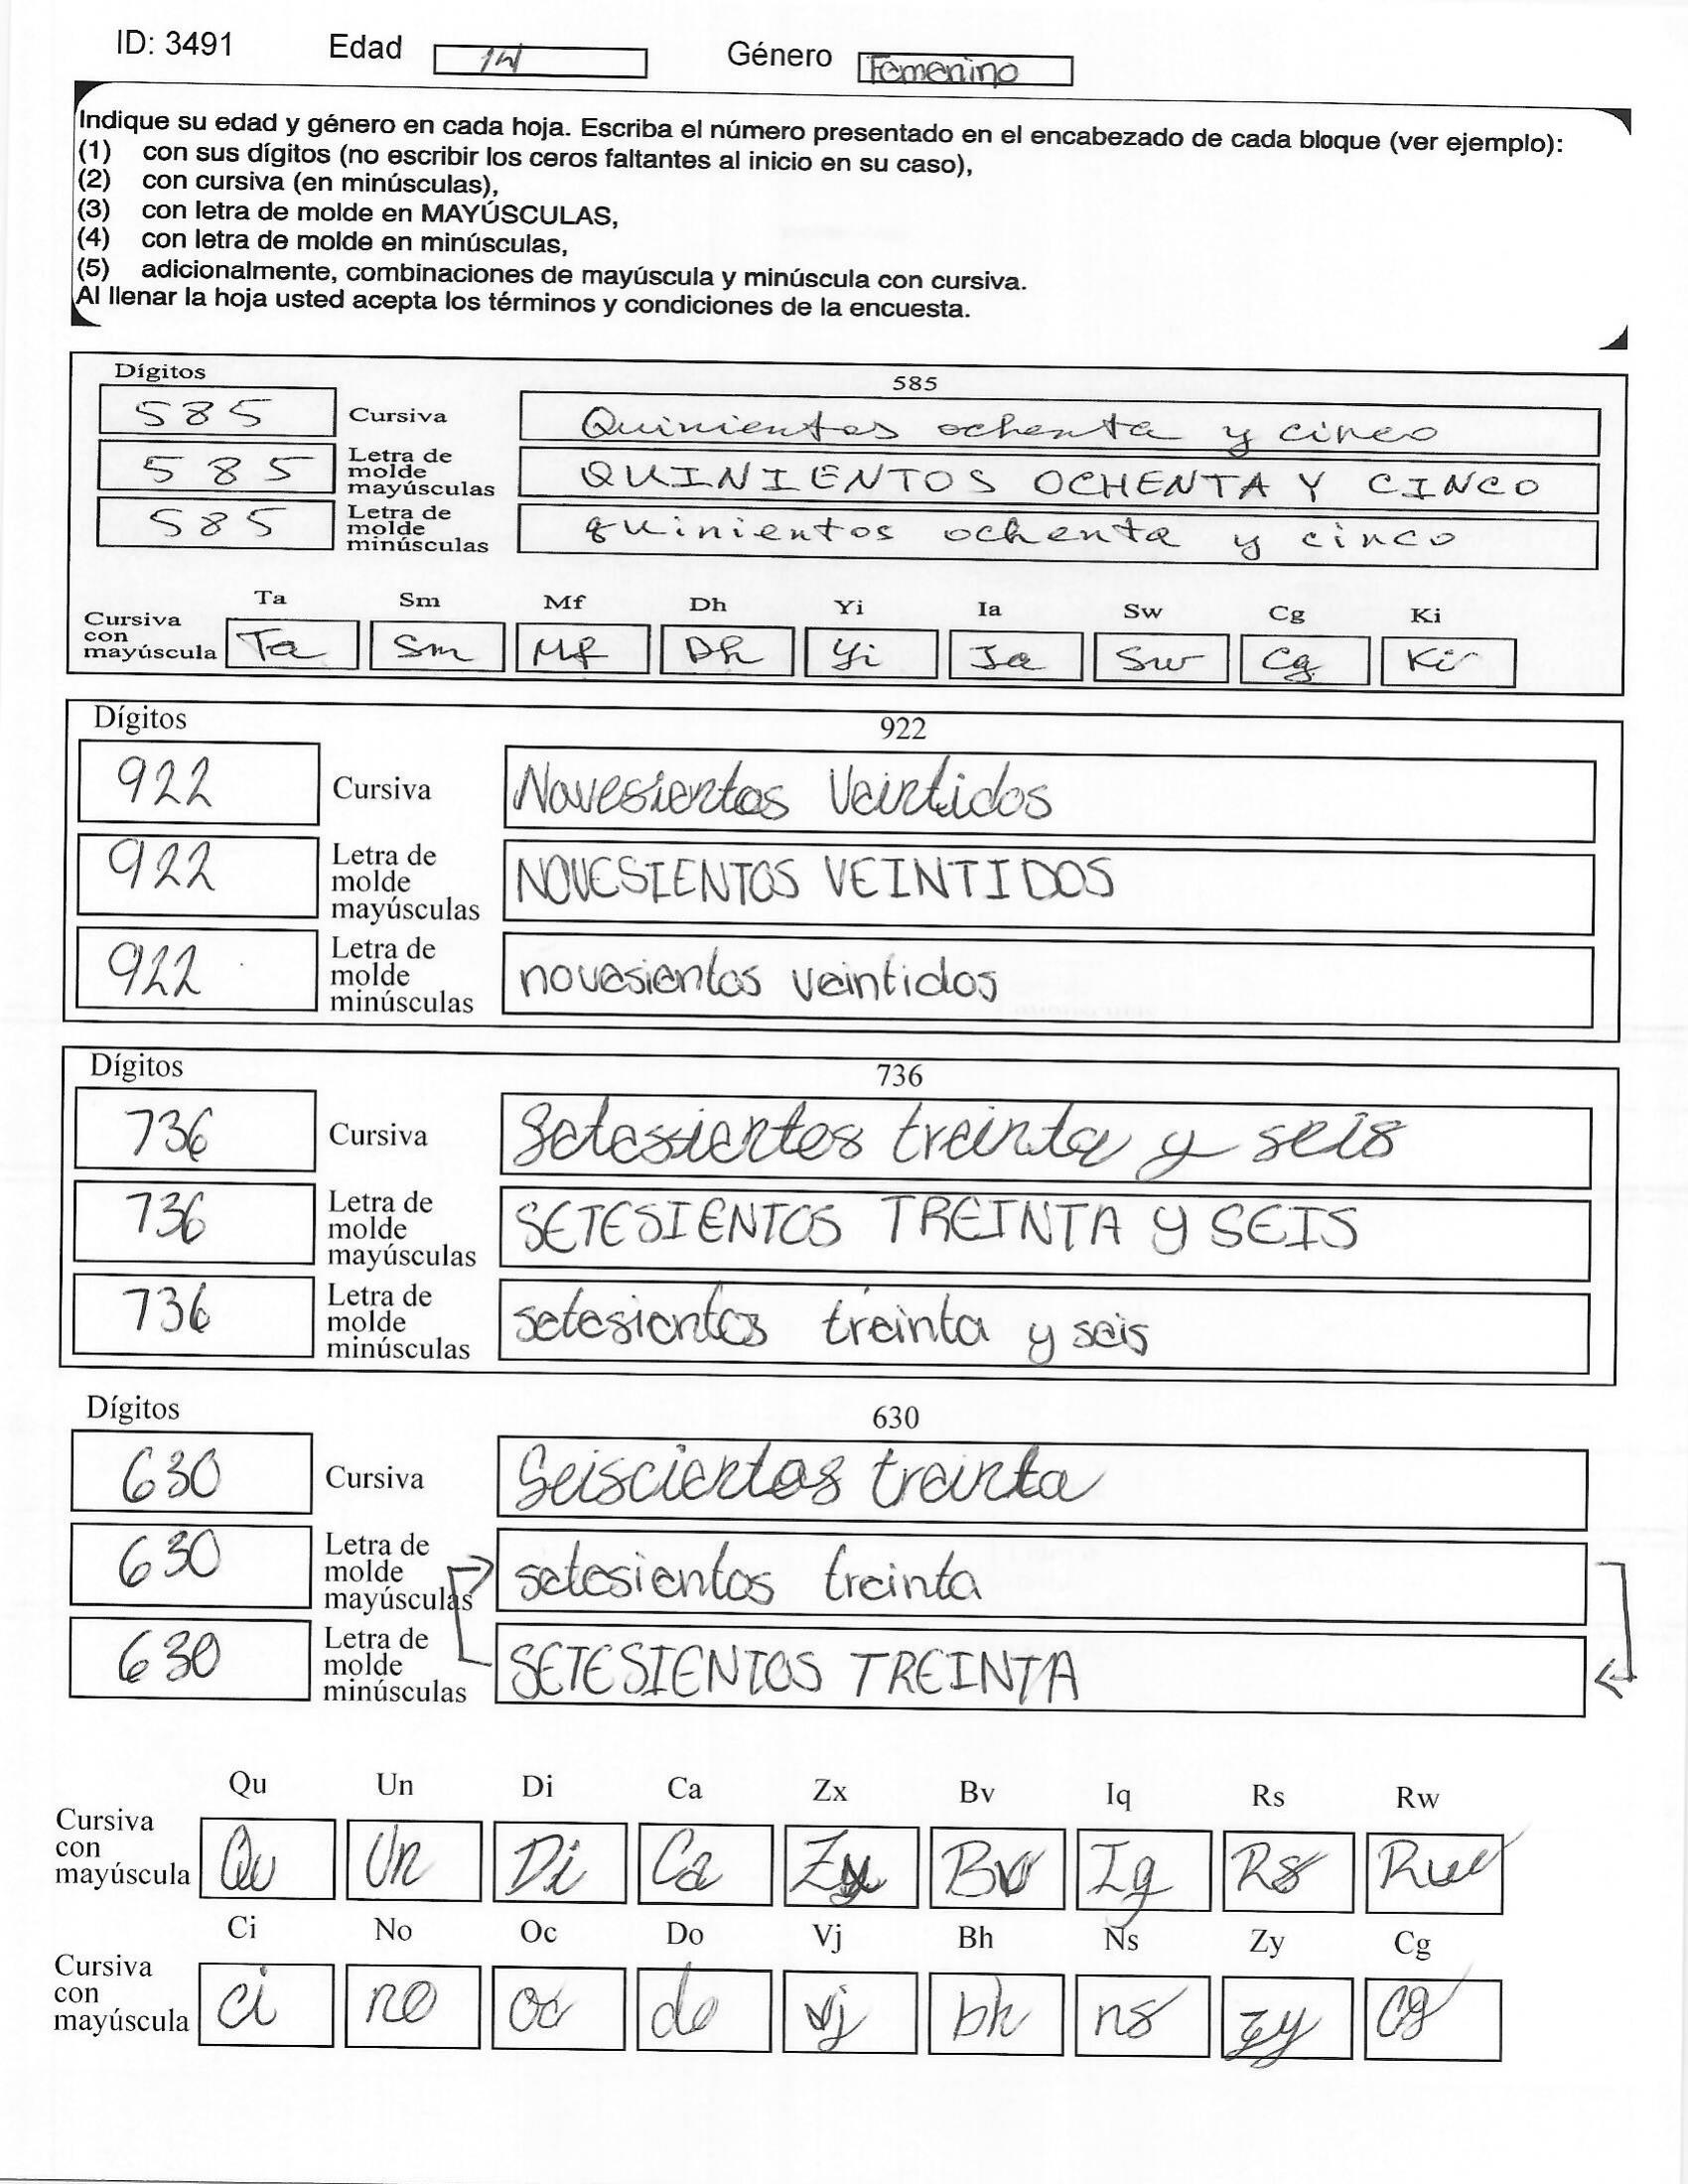 ID: 3491 Edad 14 Género Femenino
Indique su edad y género en cada hoja. Escriba el número presentado en el encabezado de cada bloque (ver ejemplo):
(1) con sus dígitos (no escribir los ceros faltantes al inicio en su caso),
(2) con cursiva (en minúsculas),
(3) con letra de molde en MAYÚSCULAS,
(4) con letra de molde en minúsculas,
(5) adicionalmente, combinaciones de mayúscula y minúscula con cursiva.
Al llenar la hoja usted acepta los términos y condiciones de la encuesta.
Dígitos 585
585 Cursiva Quinientos ochenta y cinco
585 Letra de molde mayúsculas QUINIENTOS OCHENTA Y CINCO
585 Letra de molde minúsculas quinientos ochenta y cinco
Ta Sm Mf Dh Yi Ia Sw Cg Ki
Cursiva con mayúscula Ta Sm Mf Dh Yi Ia Sw Cg Ki
Dígitos 922
922 Cursiva Novesientos Veintidos
922 Letra de molde mayúsculas NOVESIENTOS VEINTIDOS
922 Letra de molde minúsculas novesientos veintidos
Dígitos 736
736 Cursiva Setessientos treinta y seis
736 Letra de molde mayúsculas SETESIENTOS TREINTA Y SEIS
736 Letra de molde minúsculas setesientos treinta y seis
Dígitos 630
630 Cursiva Seiscientos treinta
630 Letra de molde mayúsculas setesientos treinta
630 Letra de molde minúsculas SETESIENTOS TREINTA
Qu Un Di Ca Zx Bv Iq Rs Rw
Cursiva con mayúscula Qu Un Di Ca Zx Bv Iq Rs Rw
Ci No Oc Do Vj Bh Ns Zy Cg
Cursiva con mayúscula ci no oc do vj bh ns zy cg